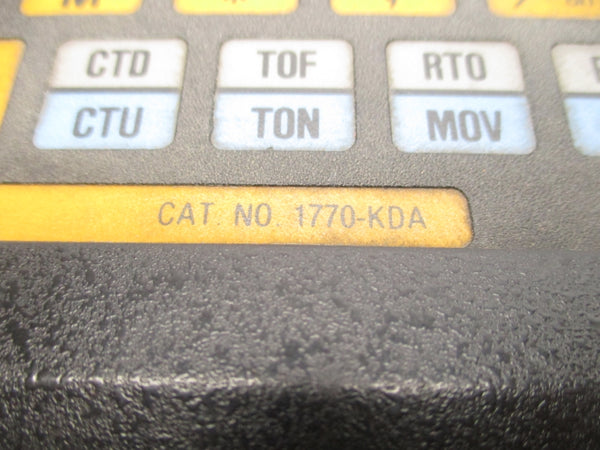 CTD TOF RTO
CTU TON MOV
CAT NO 1770-KDA